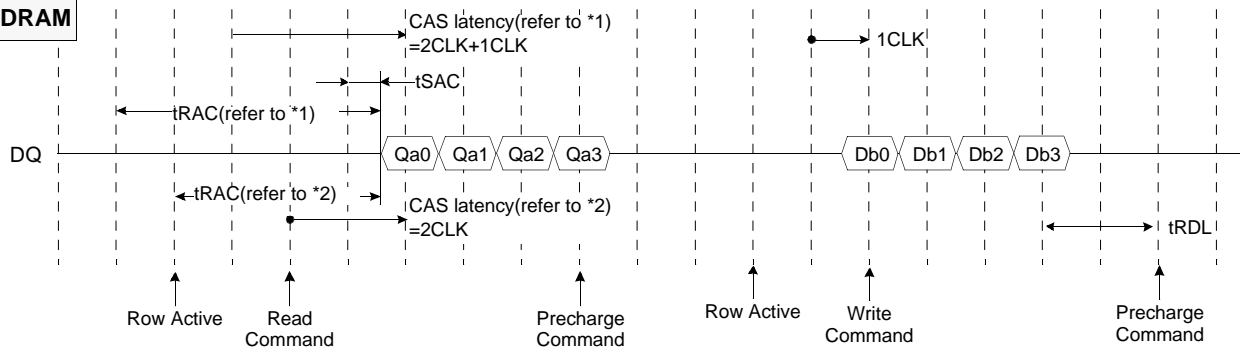 DRAM
CAS latency(refer to *1)
=2CLK+1CLK
1CLK
tSAC
tRAC(refer to *1)
DQ
Qa0 Qa1 Qa2 Qa3
Db0 Db1 Db2 Db3
tRAC(refer to *2)
CAS latency(refer to *2)
=2CLK
tRDL
Row Active
Read
Command
Precharge
Command
Row Active
Write
Command
Precharge
Command